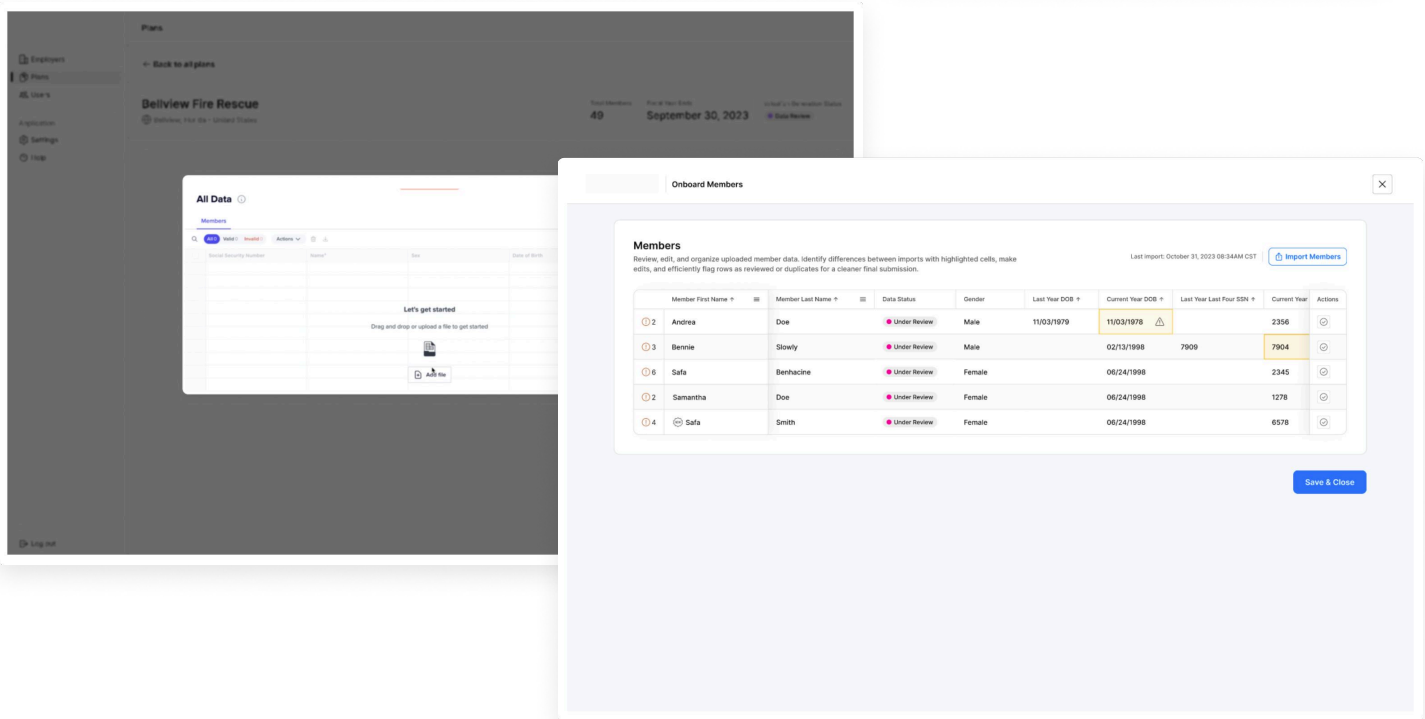 Plans
Employers
← Back to all plans
Plans
Users
Bellview Fire Rescue
Total Members
49
Fiscal Year Ends
September 30, 2023
Data Review
Application
Settings
Help
Log out
All Data
Members
All 0 Valid 0 Invalid 0 Actions
Social Security Number Name* Sex Date of Birth
Let's get started
Drag and drop or upload a file to get started
Add file
Onboard Members
Members
Review, edit, and organize uploaded member data. Identify differences between imports with highlighted cells, make
edits, and efficiently flag rows as reviewed or duplicates for a cleaner final submission.
Last import: October 31, 2023 08:34AM CST
Import Members
Member First Name ↑ Member Last Name ↑ Data Status Gender Last Year DOB ↑ Current Year DOB ↑ Last Year Last Four SSN ↑ Current Year Actions
2 Andrea Doe Under Review Male 11/03/1979 11/03/1978 2356
3 Bennie Slowly Under Review Male 02/13/1998 7909 7904
6 Safa Benhacine Under Review Female 06/24/1998 2345
2 Samantha Doe Under Review Female 06/24/1998 1278
4 Safa Smith Under Review Female 06/24/1998 6578
Save & Close